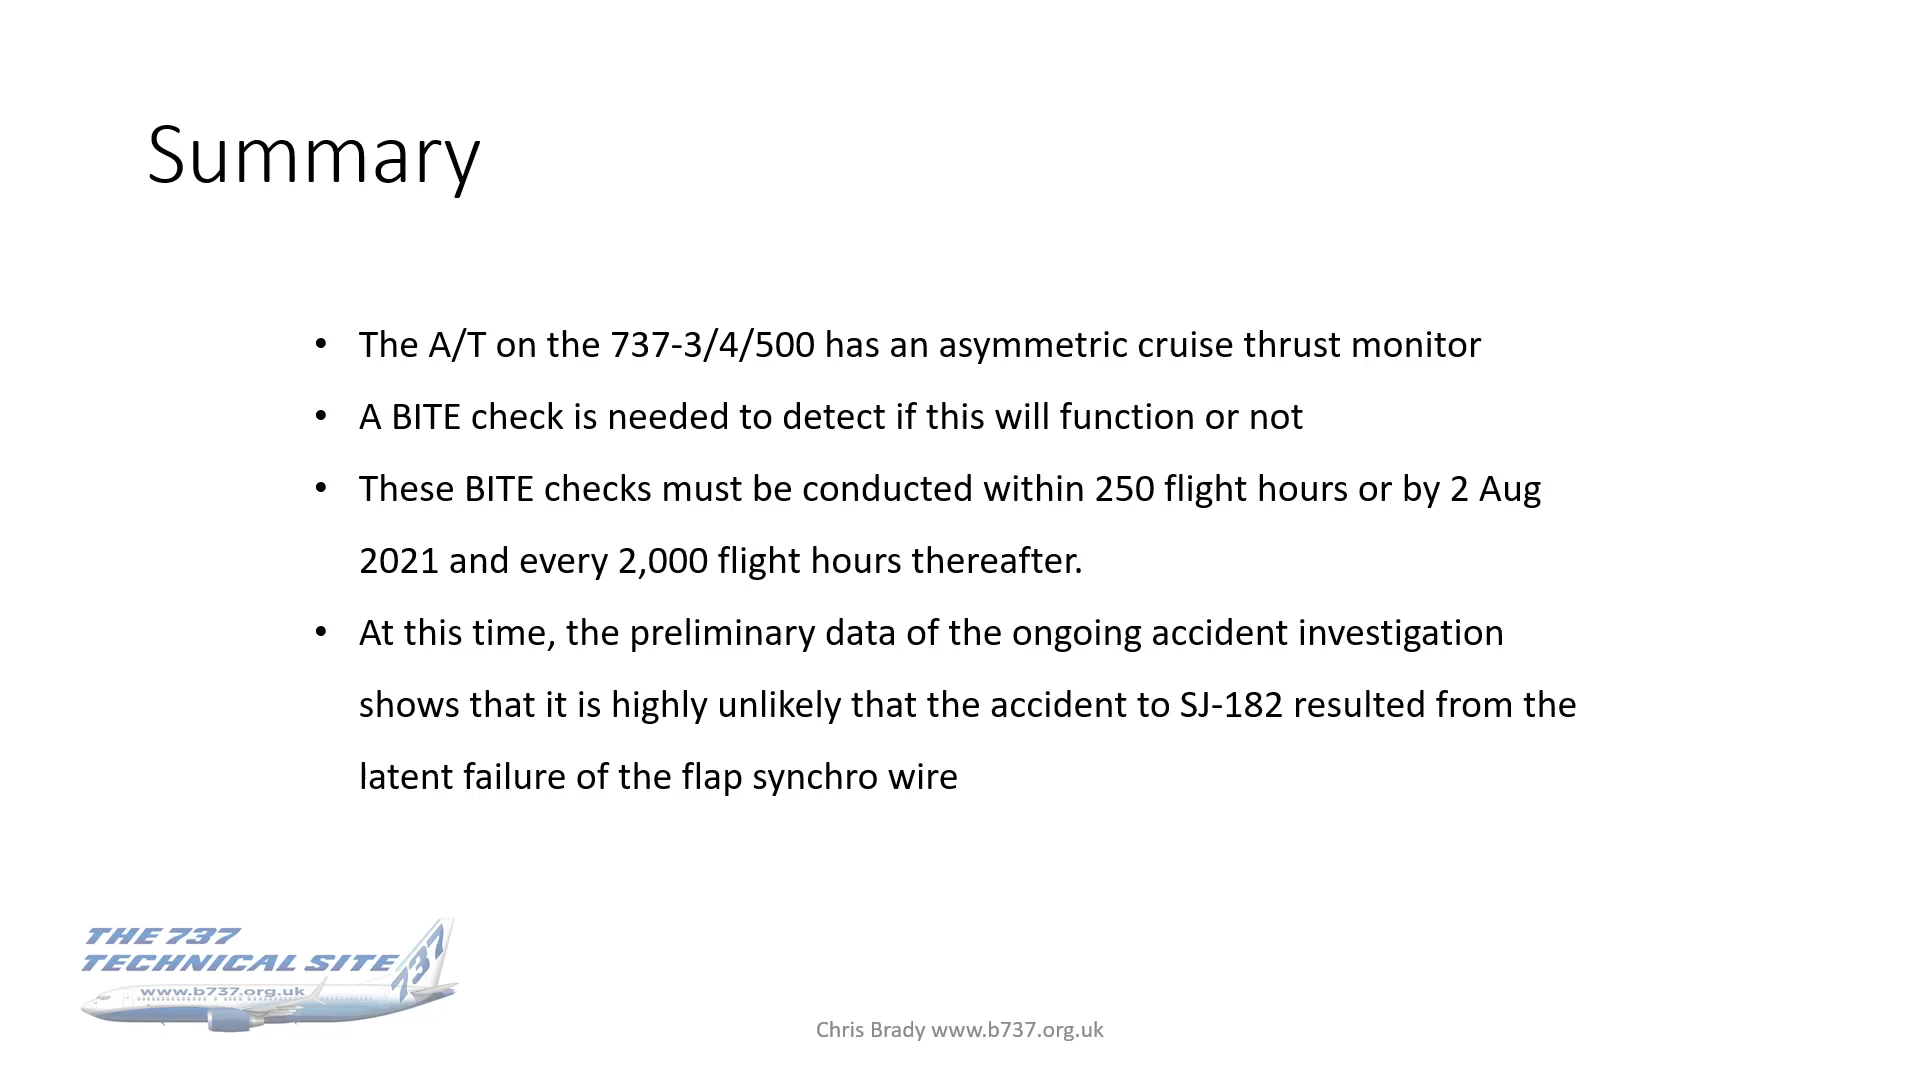 Summary
• The A/T on the 737-3/4/500 has an asymmetric cruise thrust monitor
• A BITE check is needed to detect if this will function or not
• These BITE checks must be conducted within 250 flight hours or by 2 Aug
2021 and every 2,000 flight hours thereafter.
• At this time, the preliminary data of the ongoing accident investigation
shows that it is highly unlikely that the accident to SJ-182 resulted from the
latent failure of the flap synchro wire
THE 737
TECHNICAL SITE
737
www.b737.org.uk
Chris Brady www.b737.org.uk